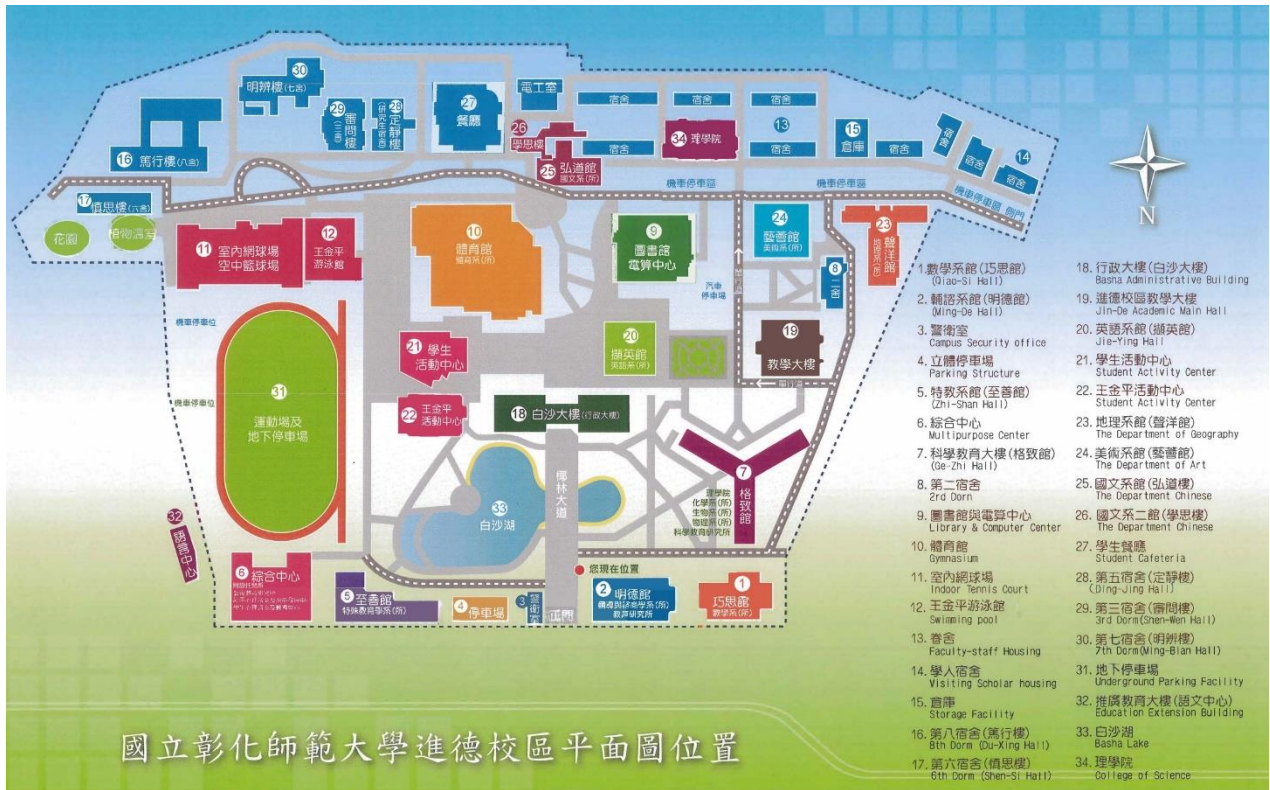 30
明辨樓(七舍)
29
審問樓
(三舍)
28
定靜樓
(研究生宿舍)
27
餐廳
電工室
26
學思樓
25 弘道館
國文系(所)
宿舍
宿舍
宿舍
宿舍
宿舍
宿舍
34 理學院
13
15
倉庫
宿舍
宿舍
宿舍
14
宿舍
16 篤行樓(八舍)
17 慎思樓(六舍)
花園
植物溫室
機車停車區
機車停車區
機車停車區
側門
11 室內網球場
空中籃球場
12
王金平
游泳館
10
體育館
體育系(所)
9
圖書館
電算中心
24
藝薈館
美術系(所)
23
聲洋館
地理系(所)
8
二舍
汽車
停車場
單行道
機車停車位
機車停車位
31
運動場及
地下停車場
21 學生
活動中心
20
擷英館
英語系(所)
19
教學大樓
單行道
22 王金平
活動中心
18 白沙大樓(行政大樓)
椰林大道
33
白沙湖
7
格致館
理學院
化學系(所)
生物系(所)
物理系(所)
科學教育研究所
32
語言中心
6 綜合中心
5 至善館
特殊教育學系(所)
4 停車場
3 警衛室
您現在位置
2 明德館
輔導與諮商學系(所)
教育研究所
1
巧思館
數學系(所)
N
1.數學系館(巧思館)
(Qiao-Si Hall)
2. 輔諮系館(明德館)
(Ming-De Hall)
3. 警衛室
Campus Security office
4. 立體停車場
Parking Structure
5. 特教系館(至善館)
(Zhi-Shan Hall)
6. 綜合中心
Multipurpose Center
7. 科學教育大樓(格致館)
(Ge-Zhi Hall)
8. 第二宿舍
2rd Dorn
9. 圖書館與電算中心
Library & Computer Center
10. 體育館
Gymnasium
11. 室內網球場
Indoor Tennis Court
12. 王金平游泳館
Swimming pool
13. 眷舍
Faculty-staff Housing
14. 學人宿舍
Visiting Scholar housing
15. 倉庫
Storage Facility
16. 第八宿舍(篤行樓)
8th Dorm (Du-Xing Hall)
17. 第六宿舍(慎思樓)
6th Dorm (Shen-Si Hall)
18. 行政大樓(白沙大樓)
Basha Administrative Building
19. 進德校區教學大樓
Jin-De Academic Main Hall
20. 英語系館(擷英館)
Jie-Ying Hall
21. 學生活動中心
Student Activity Center
22. 王金平活動中心
Student Activity Center
23. 地理系館(聲洋館)
The Department of Geography
24. 美術系館(藝薈館)
The Department of Art
25. 國文系館(弘道樓)
The Department Chinese
26. 國文系二館(學思樓)
The Department Chinese
27. 學生餐廳
Student Cafeteria
28. 第五宿舍(定靜樓)
(Ding-Jing Hall)
29. 第三宿舍(審問樓)
3rd Dorm(Shen-Wen Hall)
30. 第七宿舍(明辨樓)
7th Dorm(Ming-Bian Hall)
31. 地下停車場
Underground Parking Facility
32. 推廣教育大樓(語文中心)
Education Extension Building
33. 白沙湖
Basha Lake
34. 理學院
College of Science
國立彰化師範大學進德校區平面圖位置